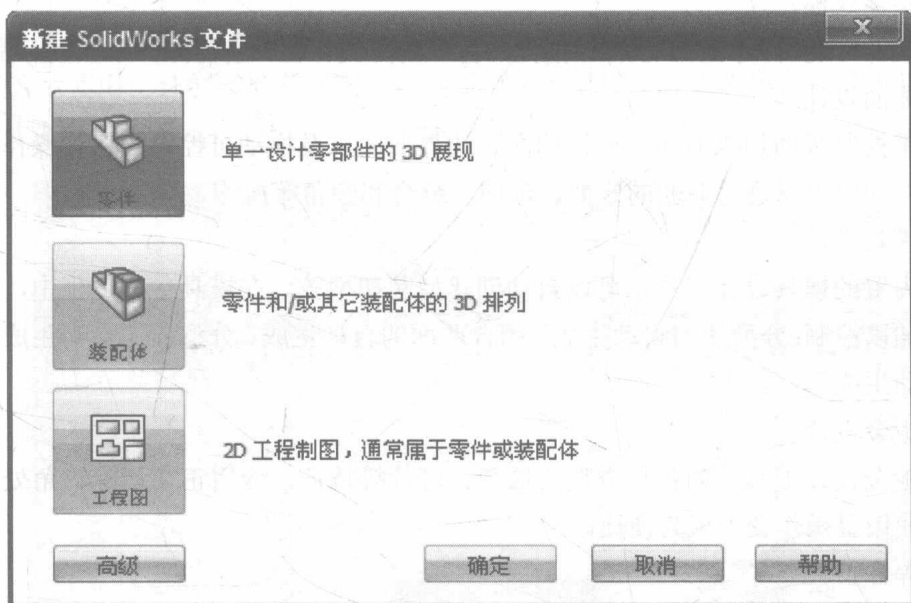 新建 SolidWorks 文件
零件
单一设计零部件的 3D 展现
装配体
零件和/或其它装配体的 3D 排列
工程图
2D 工程制图，通常属于零件或装配体
高级 确定 取消 帮助